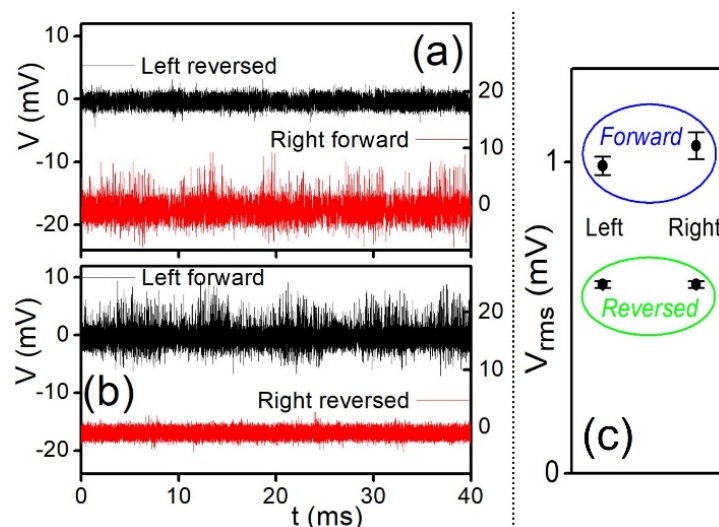 10
0
-10
-20
V (mV)
Left reversed
(a)
Right forward
20
10
0
10
0
-10
-20
V (mV)
Left forward
(b)
Right reversed
20
10
0
0 10 20 30 40
t (ms)
1
0
Vrms (mV)
Forward
Left Right
Reversed
(c)